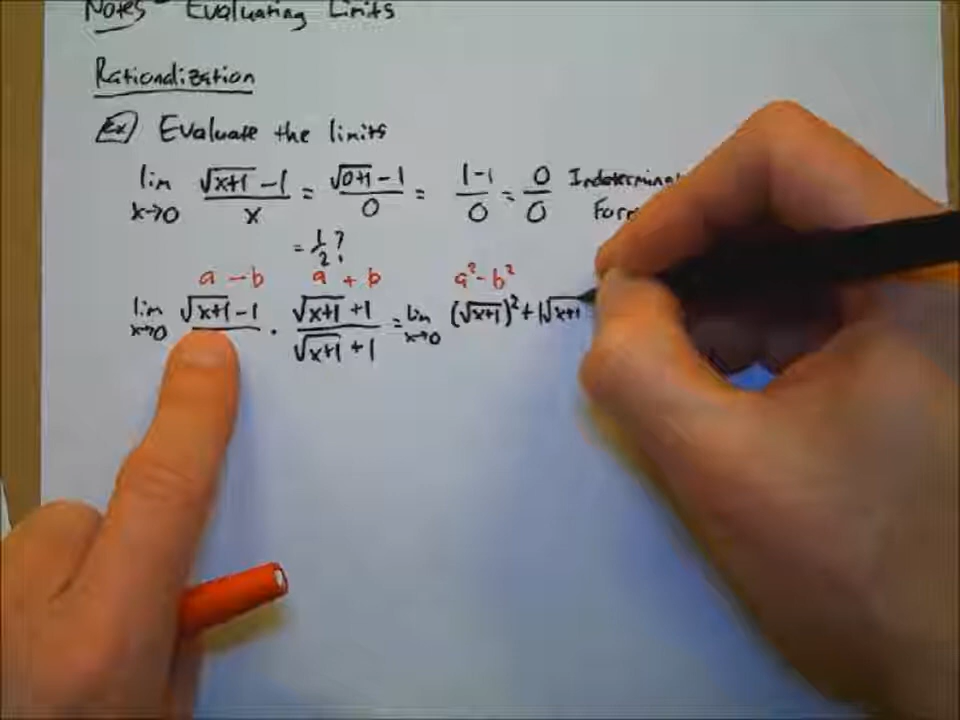 Notes - Evaluating Limits
Rationalization
Ex Evaluate the limits
lim x→0 (√(x+1) - 1)/x = (√(0+1) - 1)/0 = (1-1)/0 = 0/0 Indeterminat
= 1/2?
a - b a + b a² - b²
lim x→0 √(x+1) - 1 · (√(x+1) + 1)/(√(x+1) + 1) = lim x→0 (√(x+1))² + 1√(x+1)